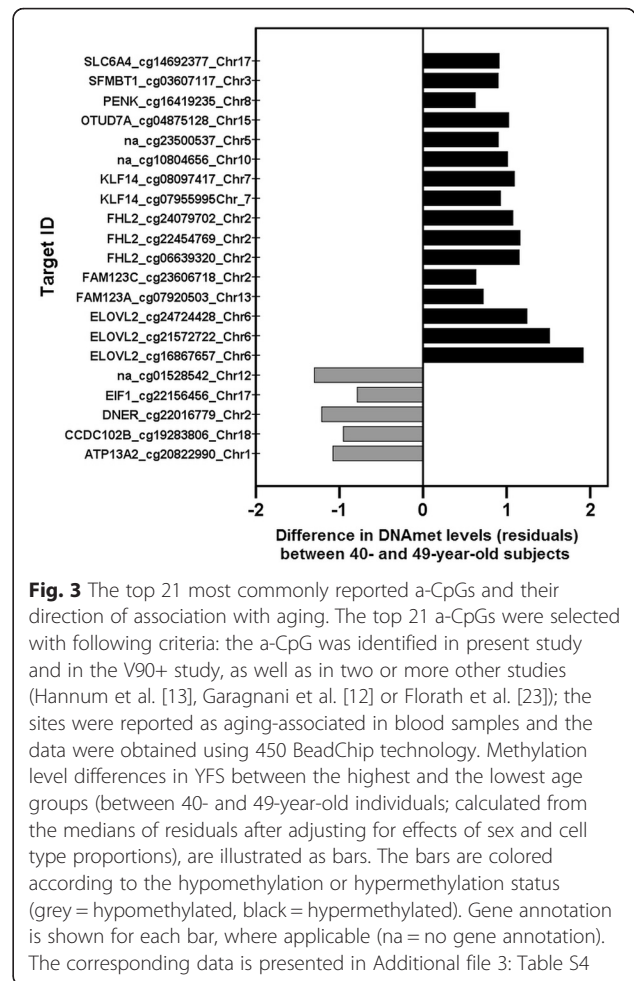 SLC6A4_cg14692377_Chr17
SFMBT1_cg03607117_Chr3
PENK_cg16419235_Chr8
OTUD7A_cg04875128_Chr15
na_cg23500537_Chr5
na_cg10804656_Chr10
KLF14_cg08097417_Chr7
KLF14_cg07955995Chr_7
FHL2_cg24079702_Chr2
FHL2_cg22454769_Chr2
FHL2_cg06639320_Chr2
FAM123C_cg23606718_Chr2
FAM123A_cg07920503_Chr13
ELOVL2_cg24724428_Chr6
ELOVL2_cg21572722_Chr6
ELOVL2_cg16867657_Chr6
na_cg01528542_Chr12
EIF1_cg22156456_Chr17
DNER_cg22016779_Chr2
CCDC102B_cg19283806_Chr18
ATP13A2_cg20822990_Chr1
Target ID
-2 -1 0 1 2
Difference in DNAmet levels (residuals)
between 40- and 49-year-old subjects
Fig. 3 The top 21 most commonly reported a-CpGs and their
direction of association with aging. The top 21 a-CpGs were selected
with following criteria: the a-CpG was identified in present study
and in the V90+ study, as well as in two or more other studies
(Hannum et al. [13], Garagnani et al. [12] or Florath et al. [23]); the
sites were reported as aging-associated in blood samples and the
data were obtained using 450 BeadChip technology. Methylation
level differences in YFS between the highest and the lowest age
groups (between 40- and 49-year-old individuals; calculated from
the medians of residuals after adjusting for effects of sex and cell
type proportions), are illustrated as bars. The bars are colored
according to the hypomethylation or hypermethylation status
(grey = hypomethylated, black = hypermethylated). Gene annotation
is shown for each bar, where applicable (na = no gene annotation).
The corresponding data is presented in Additional file 3: Table S4